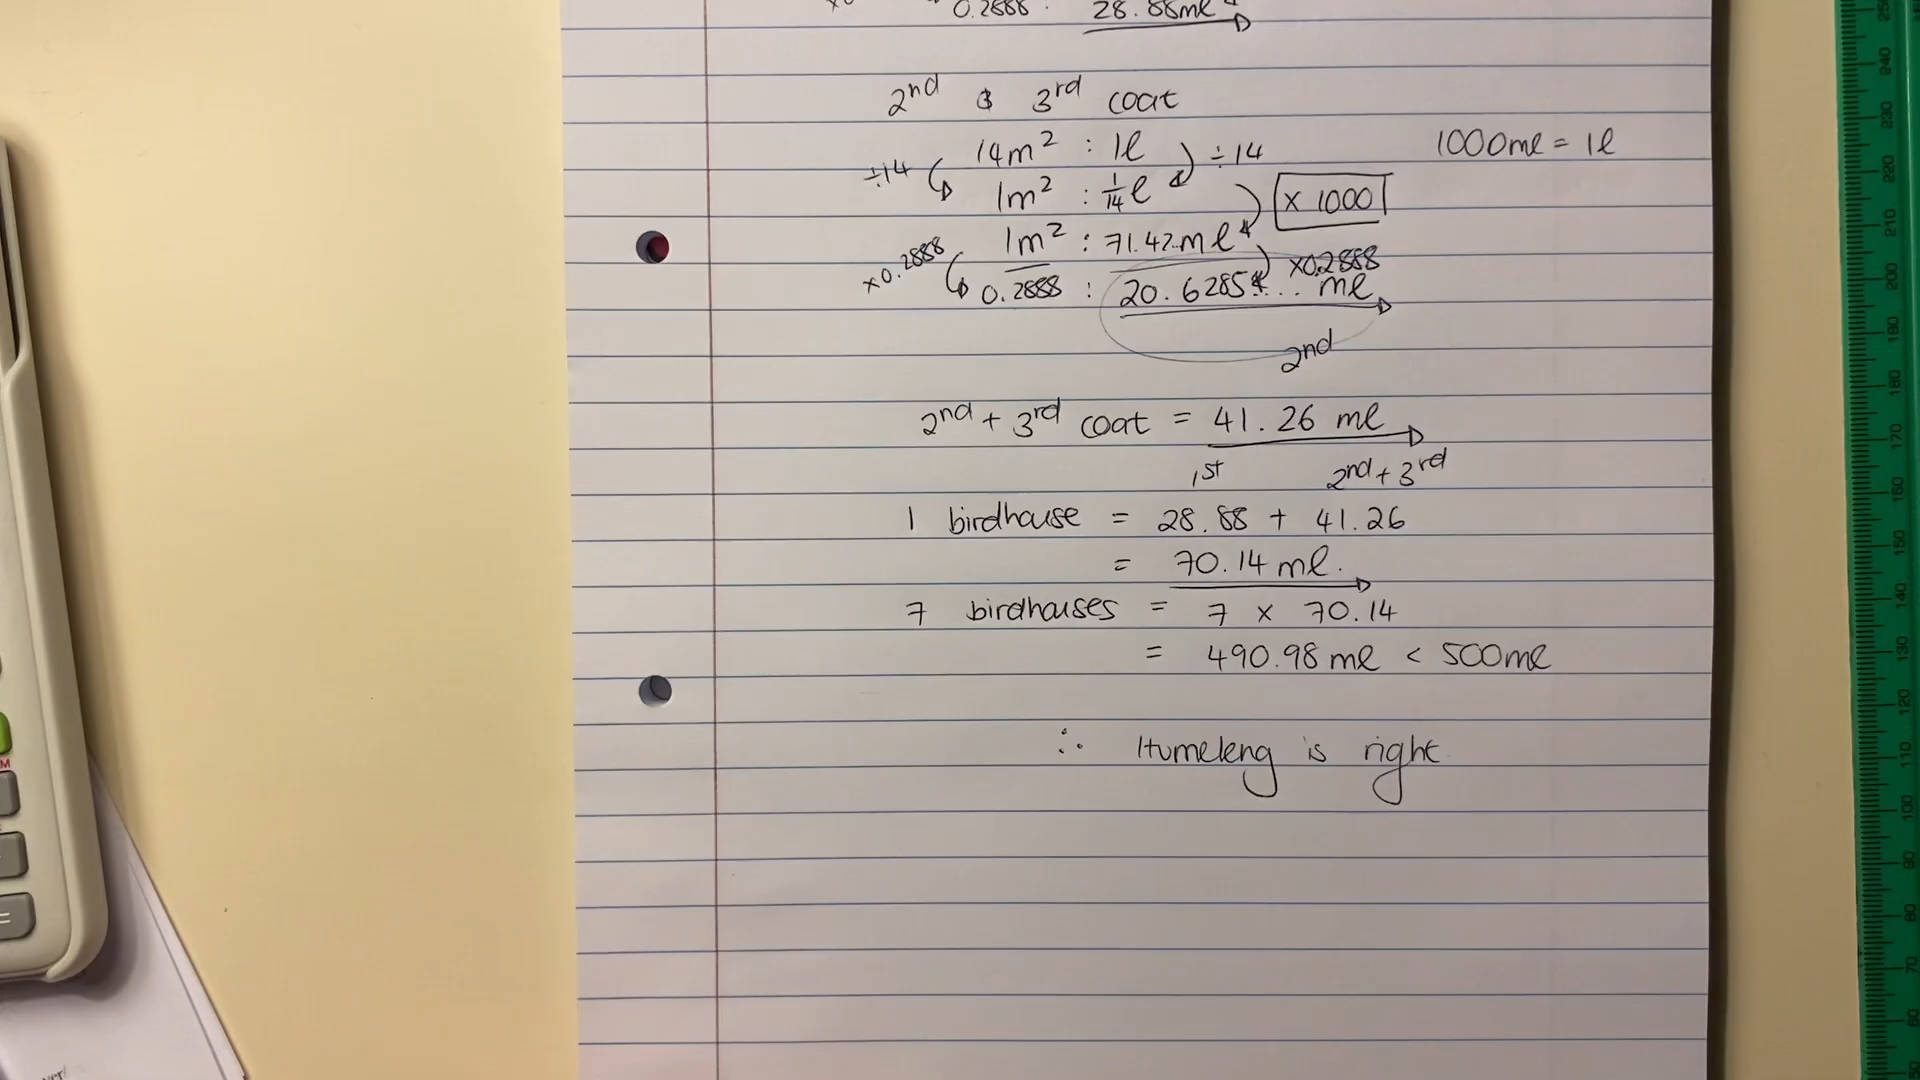 0.2888 : 28.88ml
2nd & 3rd coat
14m² : 1l
÷14
÷14
1000ml = 1l
1m² : 1/14 l
x 1000
1m² : 71.42..ml
x0.2888
x0.2888
0.2888 : 20.6285... ml
2nd
2nd + 3rd coat = 41.26 ml
1st 2nd + 3rd
1 birdhouse = 28.88 + 41.26
= 70.14 ml.
7 birdhouses = 7 x 70.14
= 490.98 ml < 500ml
∴ Itumeleng is right
M
=